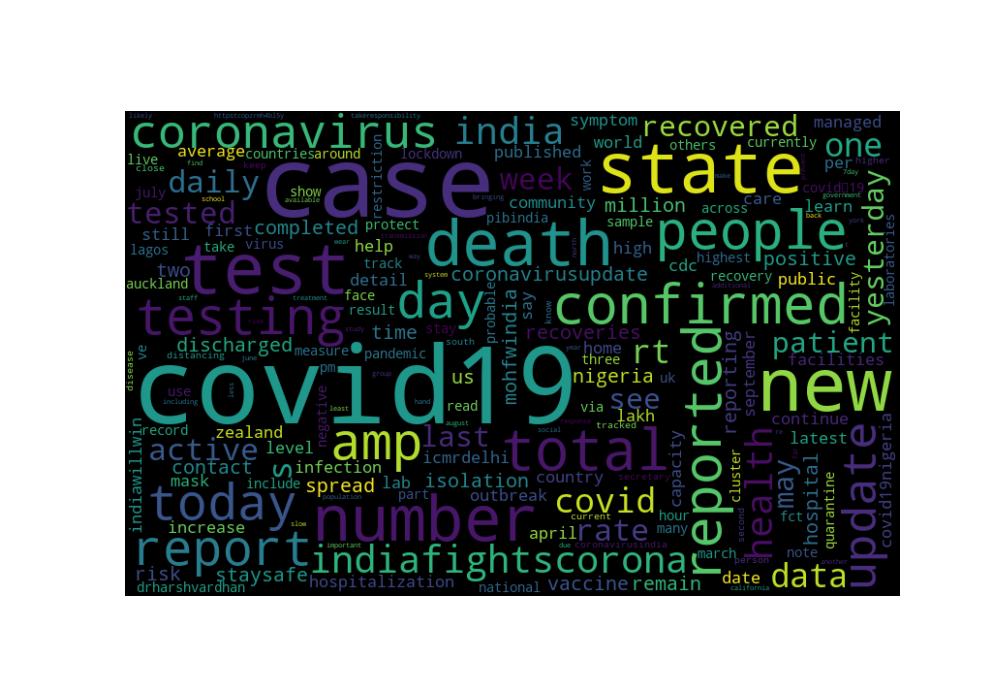 likely
httpstcopzrmh4bl5y
takeresponsibility
coronavirus
india
symptom
recovered
managed
average
countries
around
lockdown
published
world
others
currently
one
live
close
find
daily
show
available
case
restriction
week
work
state
per
higher
7day
covid19
july
school
bringing
community
million
across
care
learn
government
tested
still
first
completed
protect
pibindia
sample
back
york
lagos
take
virus
wear
help
death
high
people
yesterday
two
test
track
cdc
highest
recovery
positive
laboratories
auckland
staff
treatment
detail
system
coronavirusupdate
public
additional
face
result
day
probable
mohfwindia
say
know
confirmed
facility
testing
time
stay
recoveries
south
discharged
measure
pandemic
home
rt
reported
reporting
patient
disease
ve
distancing
june
less
pm
three
september
facilities
covid19
us
nigeria
uk
new
use
including
group
read
via
see
hand
least
august
tracked
lakh
continue
record
zealand
negative
amp
last
social
total
latest
indiawillwin
active
level
contact
is
infection
icmrdelhi
country
secretary
capacity
cluster
health
may
hospital
update
covid19nigeria
mask
include
spread
lab
isolation
population
part
outbreak
covid
current
quarantine
today
slow
number
april
rate
hour
many
second
fct
increase
report
important
indiafightscorona
due
coronavirusindia
march
person
note
another
risk
staysafe
drharshvardhan
hospitalization
national
vaccine
remain
date
data
california